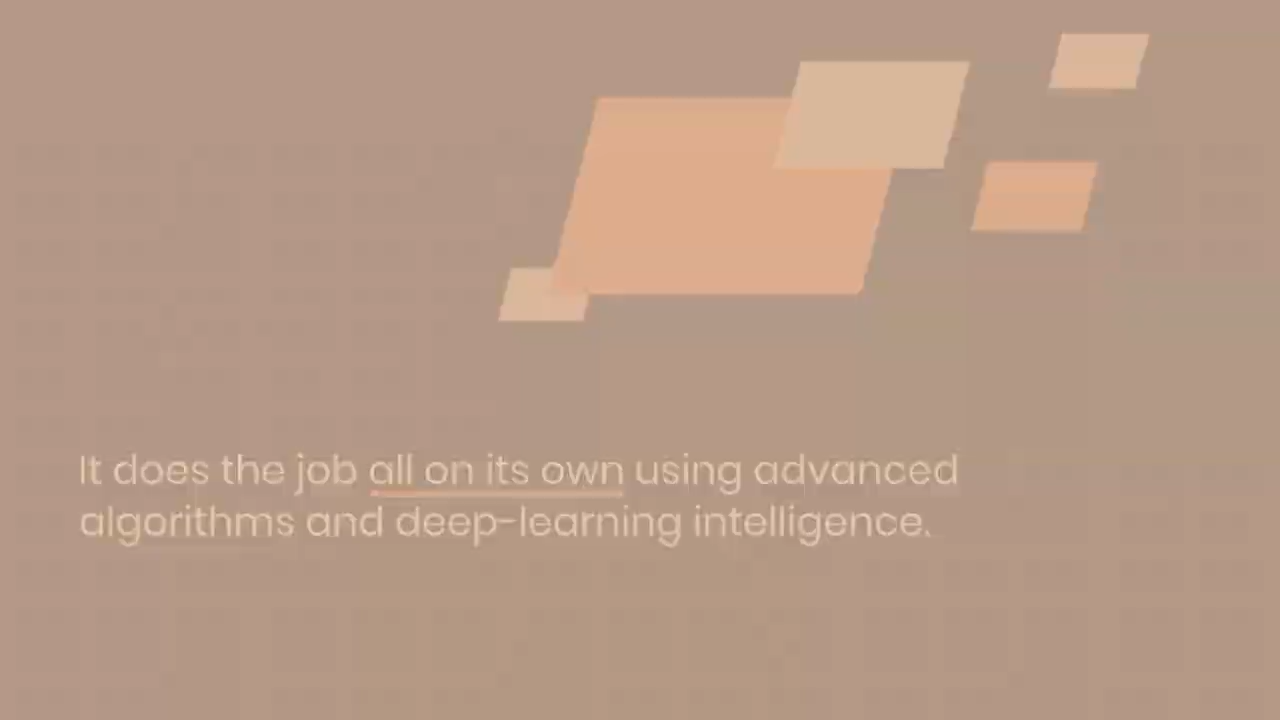 It does the job all on its own using advanced
algorithms and deep-learning intelligence.